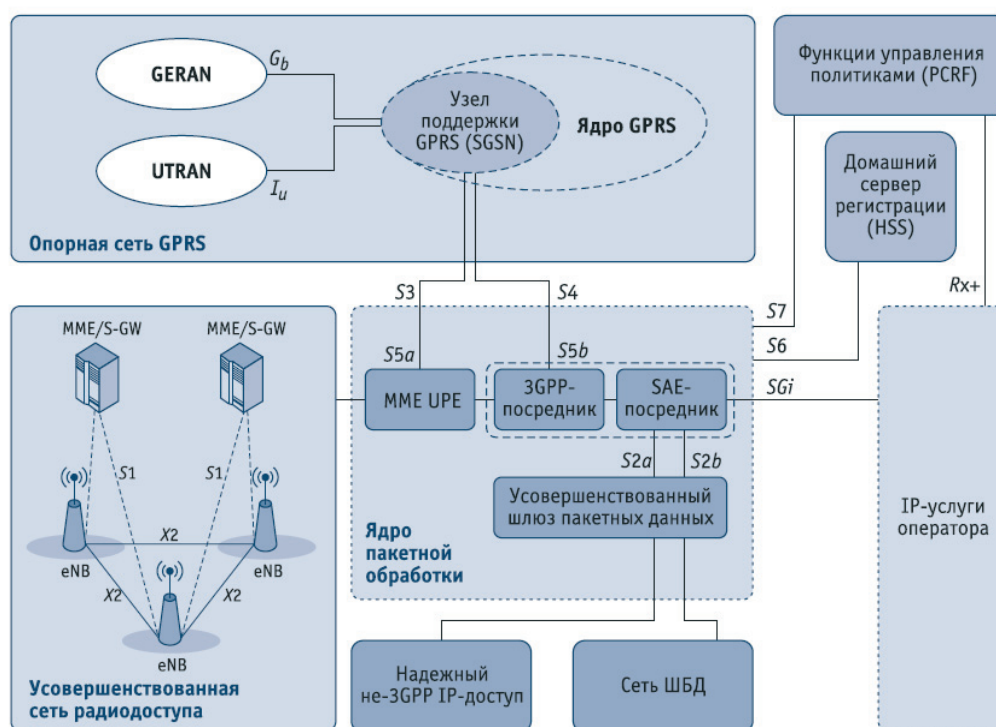 GERAN
Gb
UTRAN
Iu
Узел
поддержки
GPRS (SGSN)
Ядро GPRS
Опорная сеть GPRS
Функции управления
политиками (PCRF)
Домашний
сервер
регистрации
(HSS)
S3
S4
S7
S6
Rx+
MME/S-GW
MME/S-GW
S1
S1
X2
X2
X2
eNB
eNB
eNB
Усовершенствованная
сеть радиодоступа
S5a
S5b
MME UPE
3GPP-
посредник
SAE-
посредник
SGi
S2a
S2b
Усовершенствованный
шлюз пакетных данных
Ядро
пакетной
обработки
IP-услуги
оператора
Надежный
не-3GPP IP-доступ
Сеть ШБД